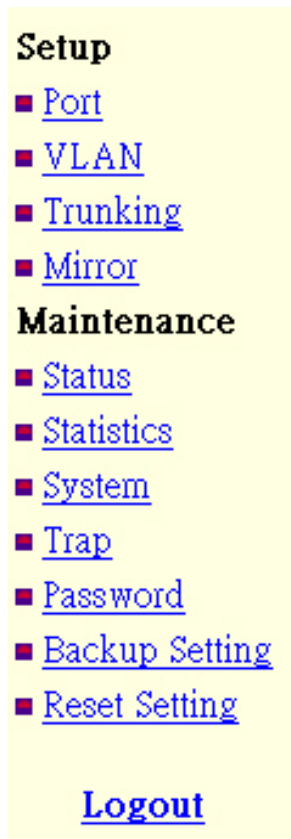 Setup
Port
VLAN
Trunking
Mirror
Maintenance
Status
Statistics
System
Trap
Password
Backup Setting
Reset Setting
Logout